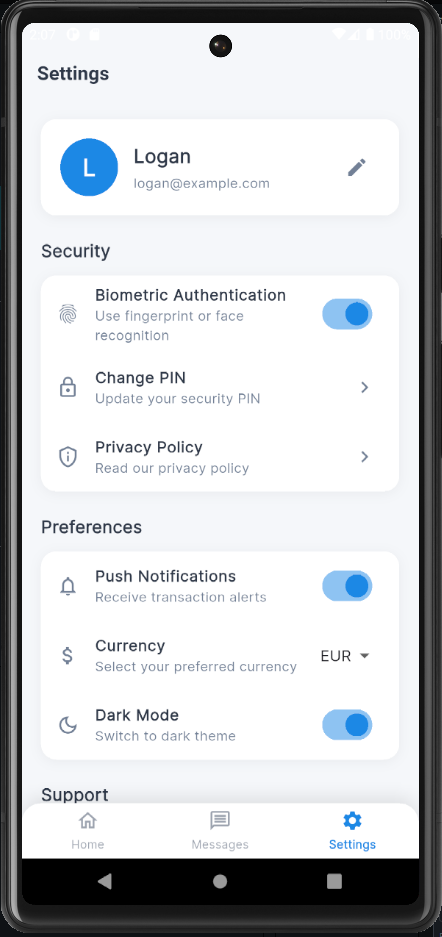 2:07
100%
Settings
L
Logan
logan@example.com
Security
Biometric Authentication
Use fingerprint or face
recognition
Change PIN
Update your security PIN
Privacy Policy
Read our privacy policy
Preferences
Push Notifications
Receive transaction alerts
Currency
Select your preferred currency
EUR
Dark Mode
Switch to dark theme
Support
Home
Messages
Settings